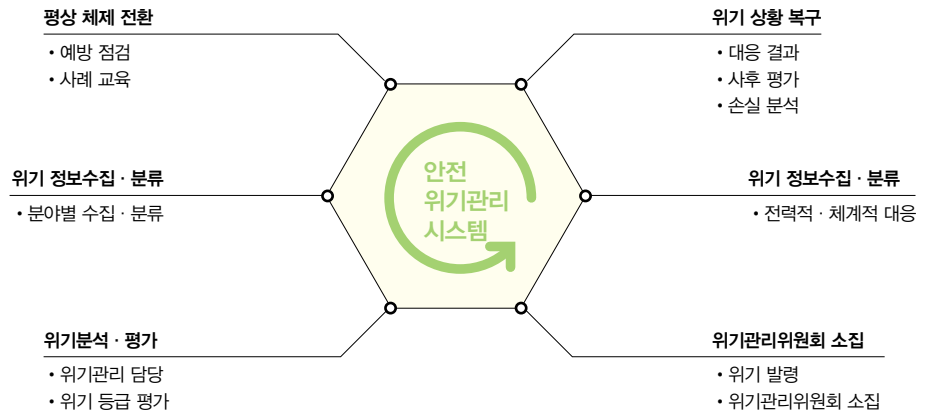 평상 체제 전환
• 예방 점검
• 사례 교육
위기 상황 복구
• 대응 결과
• 사후 평가
• 손실 분석
위기 정보수집 · 분류
• 분야별 수집 · 분류
안전
위기관리
시스템
위기 정보수집 · 분류
• 전력적 · 체계적 대응
위기분석 · 평가
• 위기관리 담당
• 위기 등급 평가
위기관리위원회 소집
• 위기 발령
• 위기관리위원회 소집